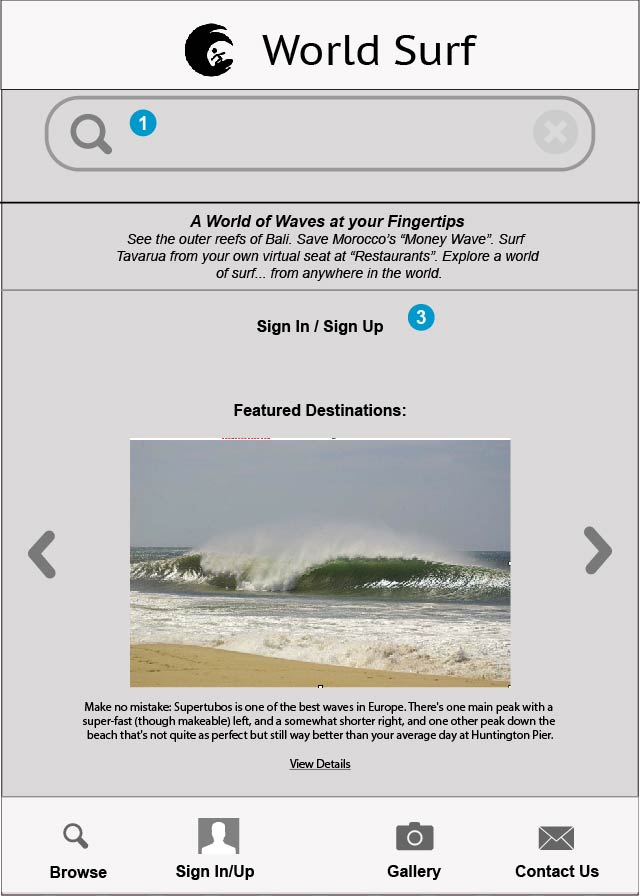 World Surf
1
A World of Waves at your Fingertips
See the outer reefs of Bali. Save Morocco's “Money Wave”. Surf
Tavarua from your own virtual seat at “Restaurants”. Explore a world
of surf... from anywhere in the world.
Sign In / Sign Up
3
Featured Destinations:
Make no mistake: Supertubos is one of the best waves in Europe. There's one main peak with a
super-fast (though makeable) left, and a somewhat shorter right, and one other peak down the
beach that's not quite as perfect but still way better than your average day at Huntington Pier.
View Details
Browse
Sign In/Up
Gallery
Contact Us